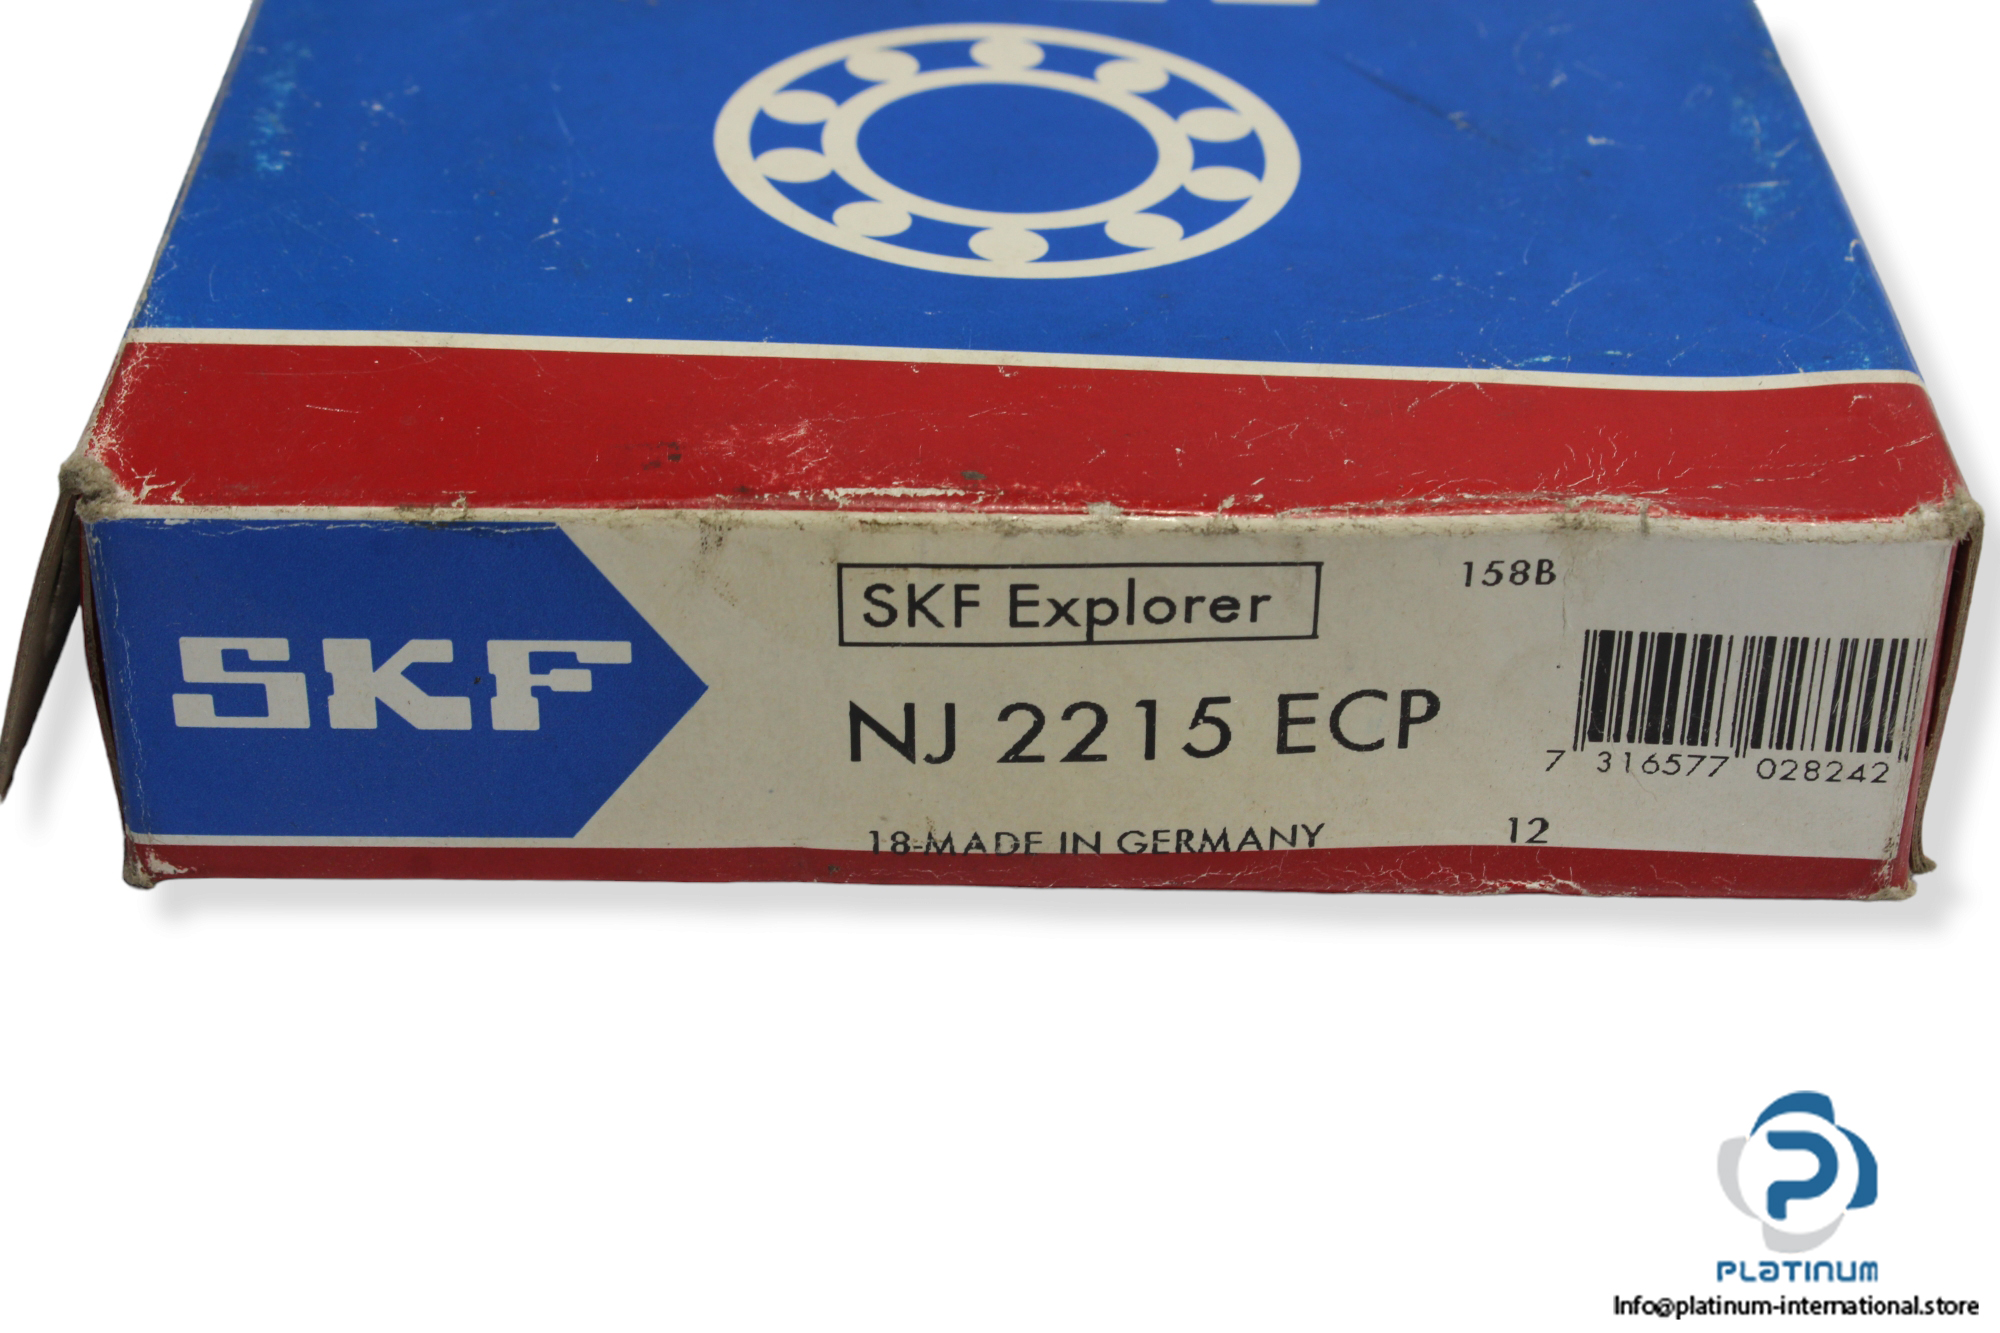 SKF
SKF Explorer
158B
NJ 2215 ECP
7 316577 028242
18-MADE IN GERMANY
12
PLATINUM
Info@platinum-international.store